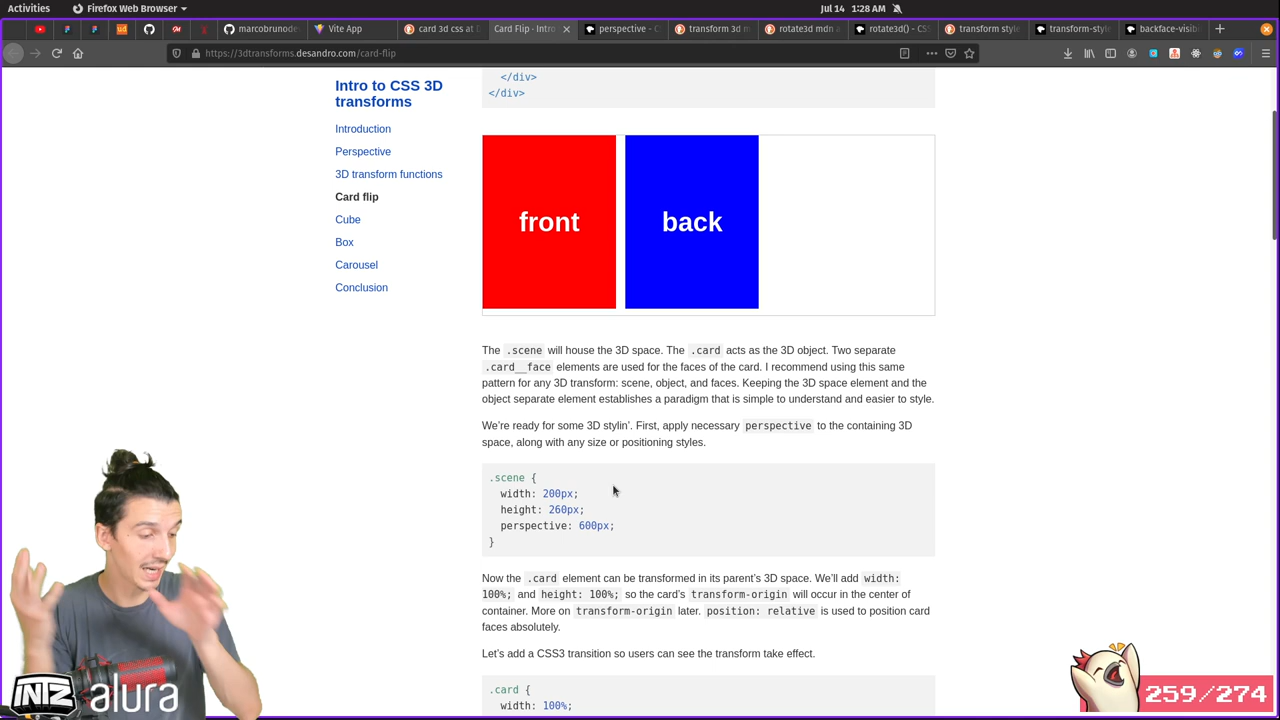 Activities
Firefox Web Browser
Jul 14 1:28 AM
marcobrunode
Vite App
card 3d css at D
Card Flip - Intro
perspective - C
transform 3d m
rotate3d mdn a
rotate3d() - CSS
transform style
transform-style
backface-visibi
https://3dtransforms.desandro.com/card-flip
Intro to CSS 3D
transforms
Introduction
Perspective
3D transform functions
Card flip
Cube
Box
Carousel
Conclusion
</div>
</div>
front
back
The .scene will house the 3D space. The .card acts as the 3D object. Two separate
.card__face elements are used for the faces of the card. I recommend using this same
pattern for any 3D transform: scene, object, and faces. Keeping the 3D space element and the
object separate element establishes a paradigm that is simple to understand and easier to style.
We’re ready for some 3D stylin’. First, apply necessary perspective to the containing 3D
space, along with any size or positioning styles.
.scene {
width: 200px;
height: 260px;
perspective: 600px;
}
Now the .card element can be transformed in its parent’s 3D space. We’ll add width:
100%; and height: 100%; so the card’s transform-origin will occur in the center of
container. More on transform-origin later. position: relative is used to position card
faces absolutely.
Let’s add a CSS3 transition so users can see the transform take effect.
.card {
width: 100%;
alura
259/274